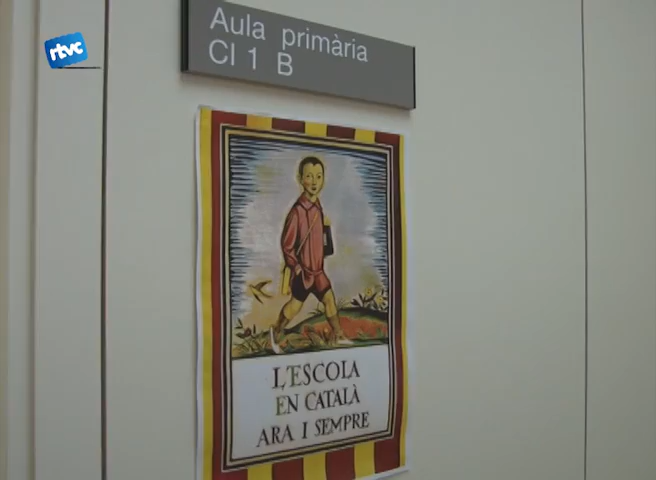 rtvc
Aula primària
CI 1 B
L'ESCOLA
EN CATALÀ
ARA I SEMPRE